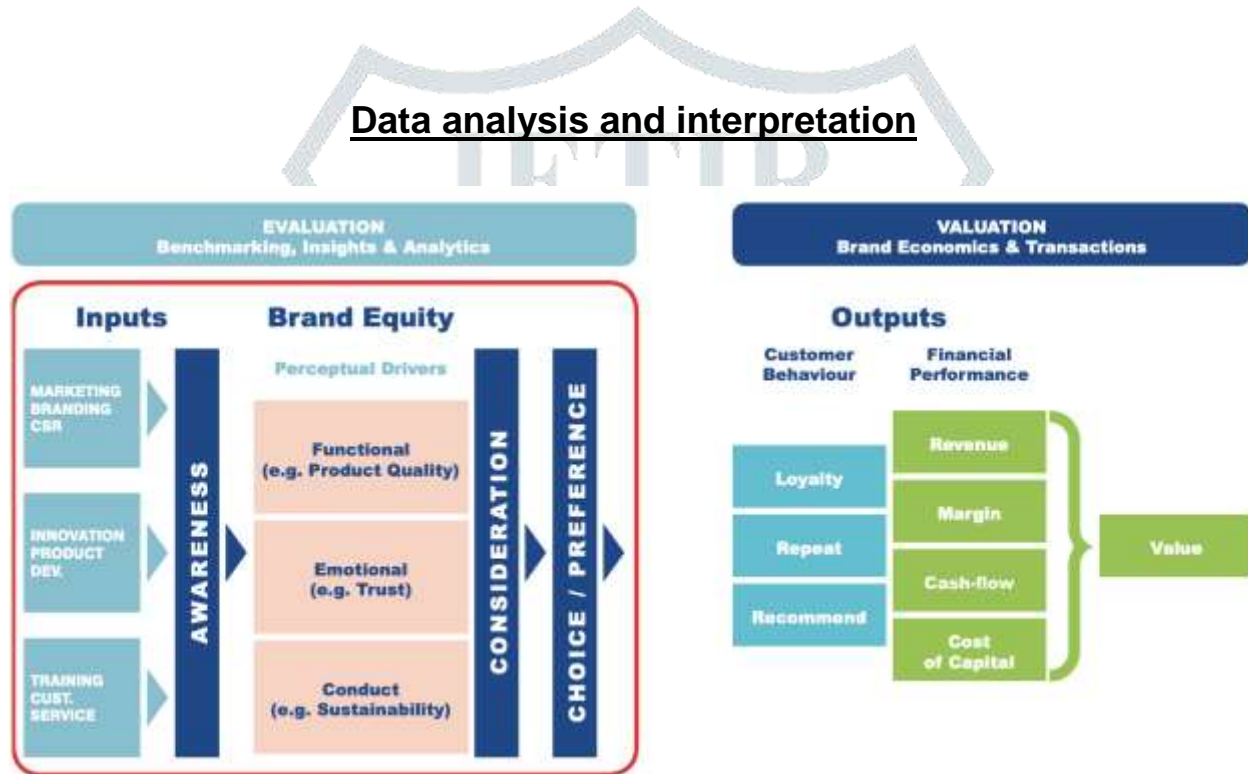 Data analysis and interpretation
EVALUATION
Benchmarking, Insights & Analytics
Inputs
Brand Equity
MARKETING
BRANDING
CSR
INNOVATION
PRODUCT
DEV.
TRAINING
CUST.
SERVICE
AWARENESS
Perceptual Drivers
Functional
(e.g. Product Quality)
Emotional
(e.g. Trust)
Conduct
(e.g. Sustainability)
CONSIDERATION
CHOICE / PREFERENCE
VALUATION
Brand Economics & Transactions
Outputs
Customer
Behaviour
Loyalty
Repeat
Recommend
Financial
Performance
Revenue
Margin
Cash-flow
Cost
of Capital
Value